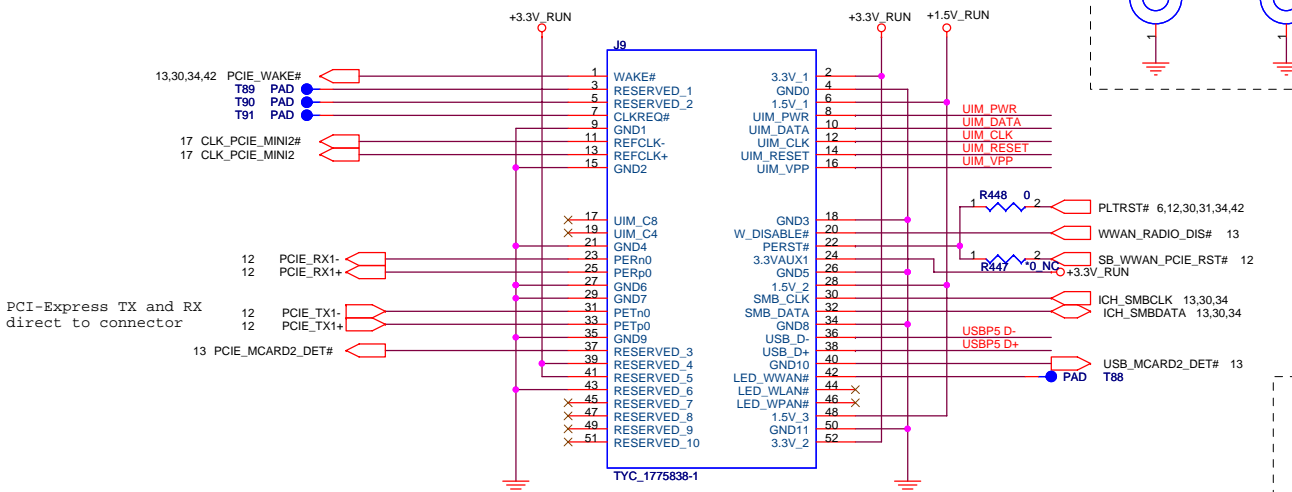 +3.3V_RUN
+3.3V_RUN
+1.5V_RUN
1
1
J9
13,30,34,42 PCIE_WAKE# 1 WAKE#
T89 PAD 3 RESERVED_1
T90 PAD 5 RESERVED_2
T91 PAD 7 CLKREQ#
9 GND1
17 CLK_PCIE_MINI2# 11 REFCLK-
17 CLK_PCIE_MINI2 13 REFCLK+
15 GND2
17 UIM_C8
19 UIM_C4
21 GND4
12 PCIE_RX1- 23 PERn0
12 PCIE_RX1+ 25 PERp0
27 GND6
29 GND7
12 PCIE_TX1- 31 PETn0
12 PCIE_TX1+ 33 PETp0
35 GND9
13 PCIE_MCARD2_DET# 37 RESERVED_3
39 RESERVED_4
41 RESERVED_5
43 RESERVED_6
45 RESERVED_7
47 RESERVED_8
49 RESERVED_9
51 RESERVED_10
PCI-Express TX and RX
direct to connector
3.3V_1 2
GND0 4
1.5V_1 6
UIM_PWR 8 UIM_PWR
UIM_DATA 10 UIM_DATA
UIM_CLK 12 UIM_CLK
UIM_RESET 14 UIM_RESET
UIM_VPP 16 UIM_VPP
R448 0
1 2 PLTRST# 6,12,30,31,34,42
GND3 18
W_DISABLE# 20 WWAN_RADIO_DIS# 13
PERST# 22
3.3VAUX1 24 1 2 SB_WWAN_PCIE_RST# 12
R447 *0_NC
GND5 26 +3.3V_RUN
1.5V_2 28
SMB_CLK 30 ICH_SMBCLK 13,30,34
SMB_DATA 32 ICH_SMBDATA 13,30,34
GND8 34
USB_D- 36 USBP5 D-
USB_D+ 38 USBP5 D+
GND10 40 USB_MCARD2_DET# 13
LED_WWAN# 42 PAD T88
LED_WLAN# 44
LED_WPAN# 46
1.5V_3 48
GND11 50
3.3V_2 52
TYC_1775838-1